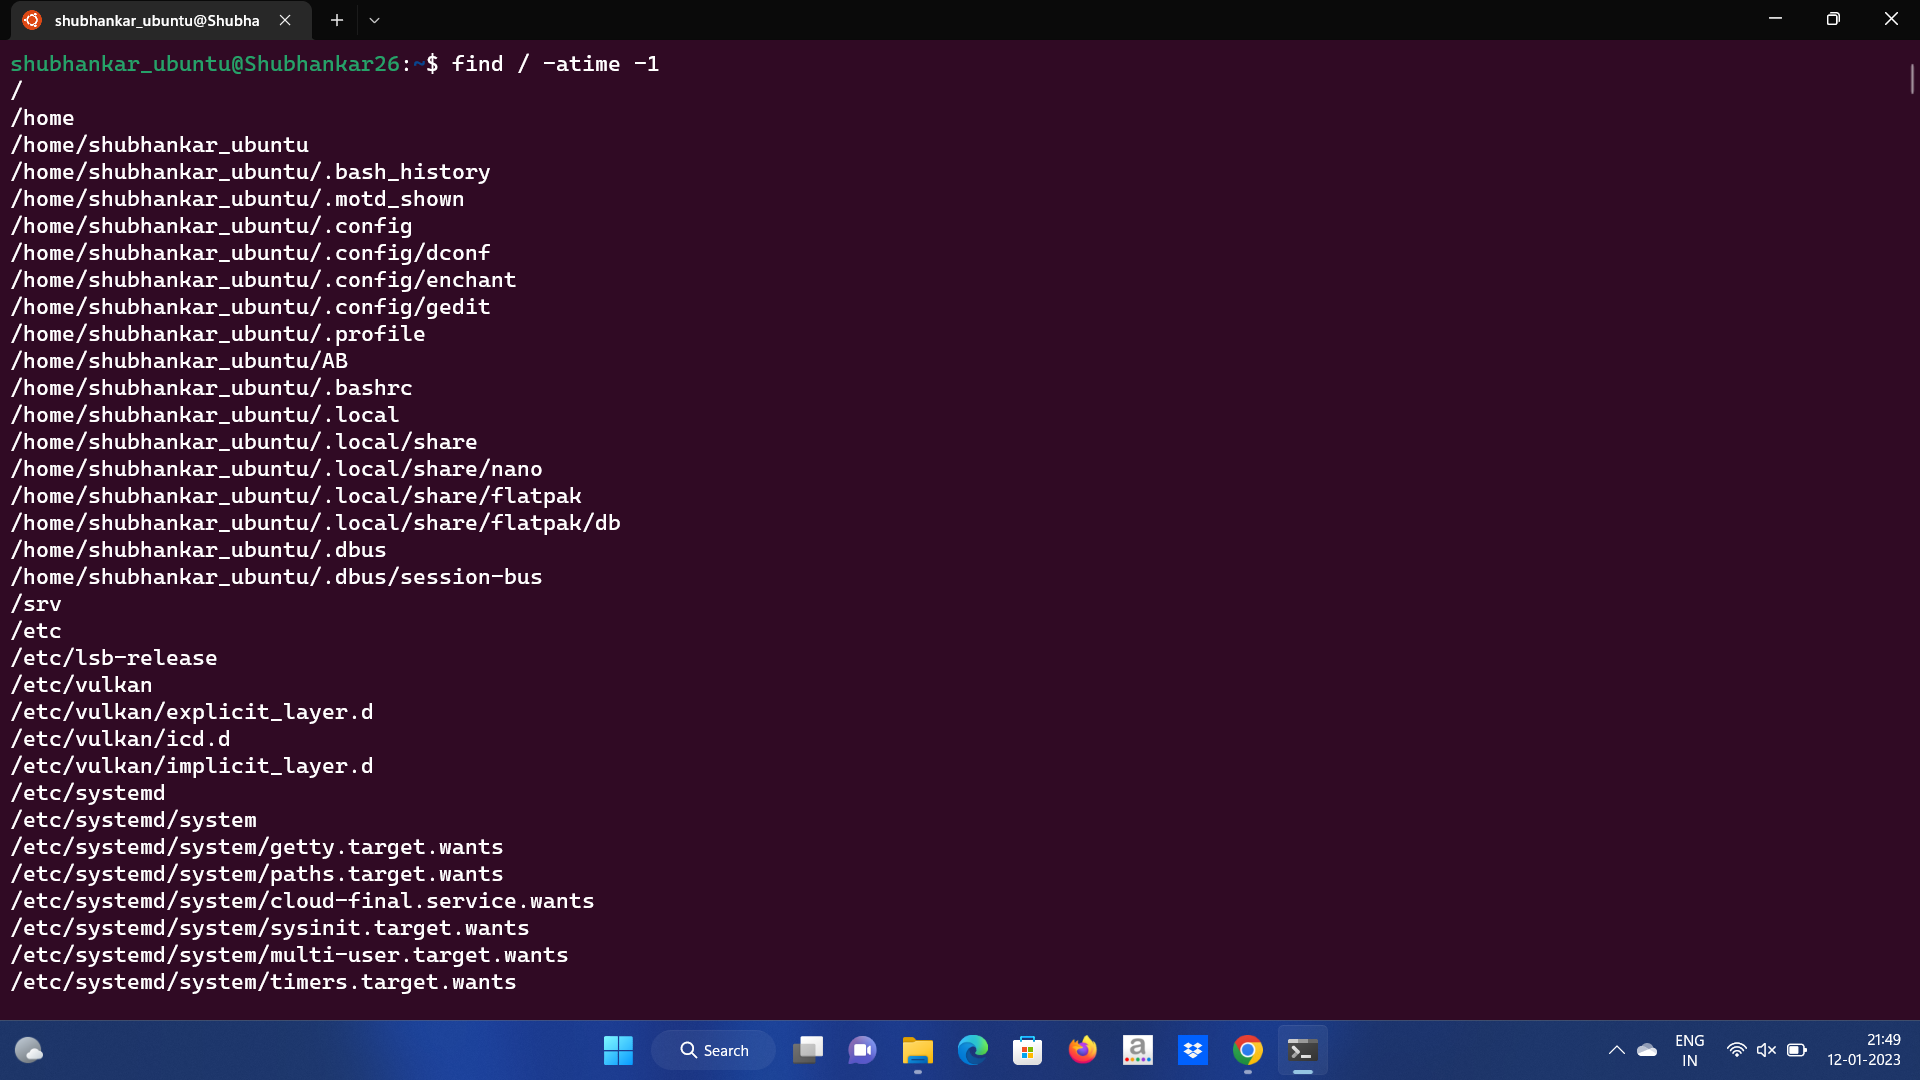 shubhankar_ubuntu@Shubha
shubhankar_ubuntu@Shubhankar26:~$ find / -atime -1
/
/home
/home/shubhankar_ubuntu
/home/shubhankar_ubuntu/.bash_history
/home/shubhankar_ubuntu/.motd_shown
/home/shubhankar_ubuntu/.config
/home/shubhankar_ubuntu/.config/dconf
/home/shubhankar_ubuntu/.config/enchant
/home/shubhankar_ubuntu/.config/gedit
/home/shubhankar_ubuntu/.profile
/home/shubhankar_ubuntu/AB
/home/shubhankar_ubuntu/.bashrc
/home/shubhankar_ubuntu/.local
/home/shubhankar_ubuntu/.local/share
/home/shubhankar_ubuntu/.local/share/nano
/home/shubhankar_ubuntu/.local/share/flatpak
/home/shubhankar_ubuntu/.local/share/flatpak/db
/home/shubhankar_ubuntu/.dbus
/home/shubhankar_ubuntu/.dbus/session-bus
/srv
/etc
/etc/lsb-release
/etc/vulkan
/etc/vulkan/explicit_layer.d
/etc/vulkan/icd.d
/etc/vulkan/implicit_layer.d
/etc/systemd
/etc/systemd/system
/etc/systemd/system/getty.target.wants
/etc/systemd/system/paths.target.wants
/etc/systemd/system/cloud-final.service.wants
/etc/systemd/system/sysinit.target.wants
/etc/systemd/system/multi-user.target.wants
/etc/systemd/system/timers.target.wants
Search
a
ENG
IN
21:49
12-01-2023